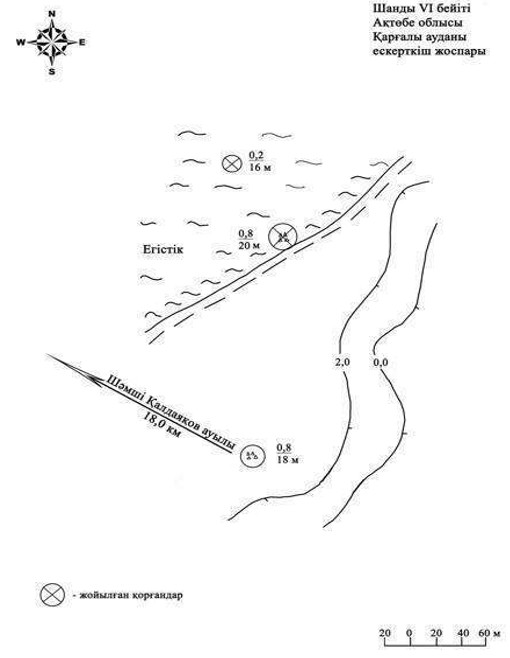 N
W E
S
Шанды VI бейіті
Ақтөбе облысы
Қарғалы ауданы
ескерткіш жоспары
0,2
16 м
0,8
20 м
Егістік
2,0 0,0
Шәмші Қалдаяков ауылы
18,0 км
0,8
18 м
- жойылған қорғандар
20 0 20 40 60 м